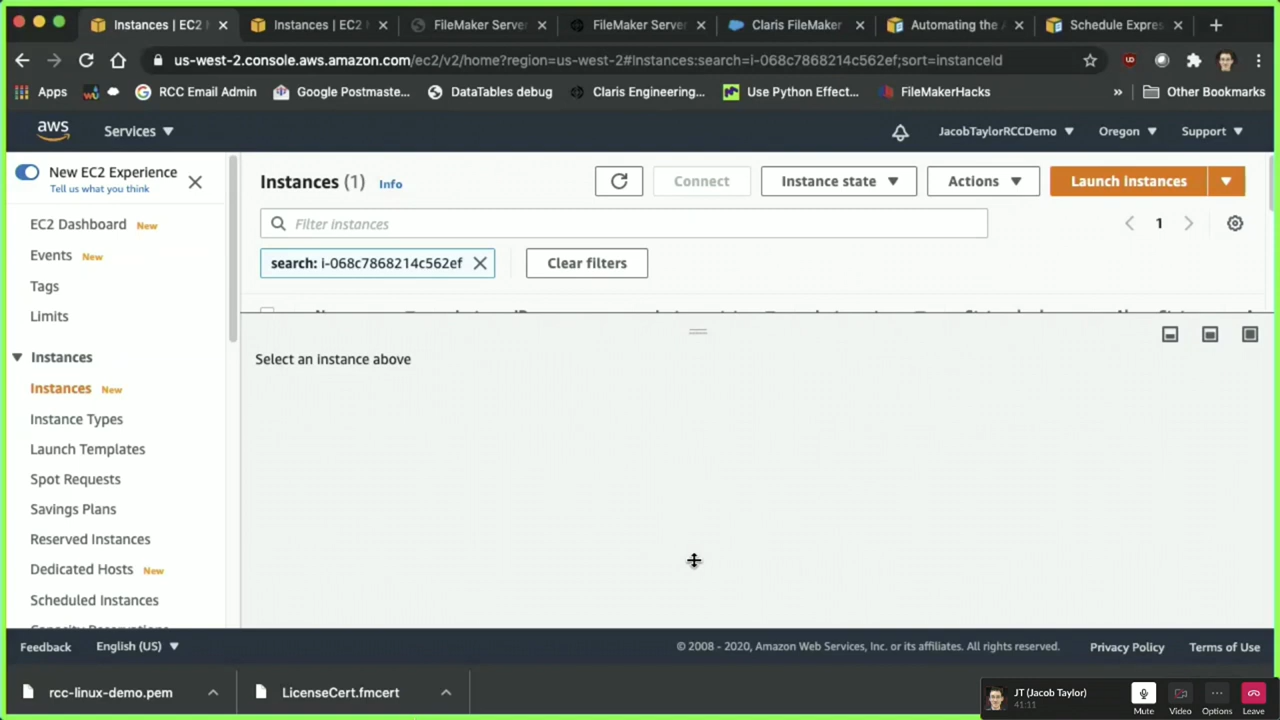 Instances | EC2
Instances | EC2
FileMaker Serve
FileMaker Server
Claris FileMaker
Automating the A
Schedule Expres
us-west-2.console.aws.amazon.com/ec2/v2/home?region=us-west-2#Instances:search=i-068c7868214c562ef;sort=instanceId
Apps
RCC Email Admin
Google Postmaste...
DataTables debug
Claris Engineering...
Use Python Effect...
FileMakerHacks
»
Other Bookmarks
aws
Services
JacobTaylorRCCDemo
Oregon
Support
New EC2 Experience
Tell us what you think
EC2 Dashboard New
Events New
Tags
Limits
Instances
Instances New
Instance Types
Launch Templates
Spot Requests
Savings Plans
Reserved Instances
Dedicated Hosts New
Scheduled Instances
Instances (1) Info
Connect
Instance state
Actions
Launch Instances
Filter instances
1
search: i-068c7868214c562ef
Clear filters
Select an instance above
Feedback
English (US)
© 2008 - 2020, Amazon Web Services, Inc. or its affiliates. All rights reserved.
Privacy Policy
Terms of Use
rcc-linux-demo.pem
LicenseCert.fmcert
JT (Jacob Taylor)
41:11
Mute
Video
Options
Leave